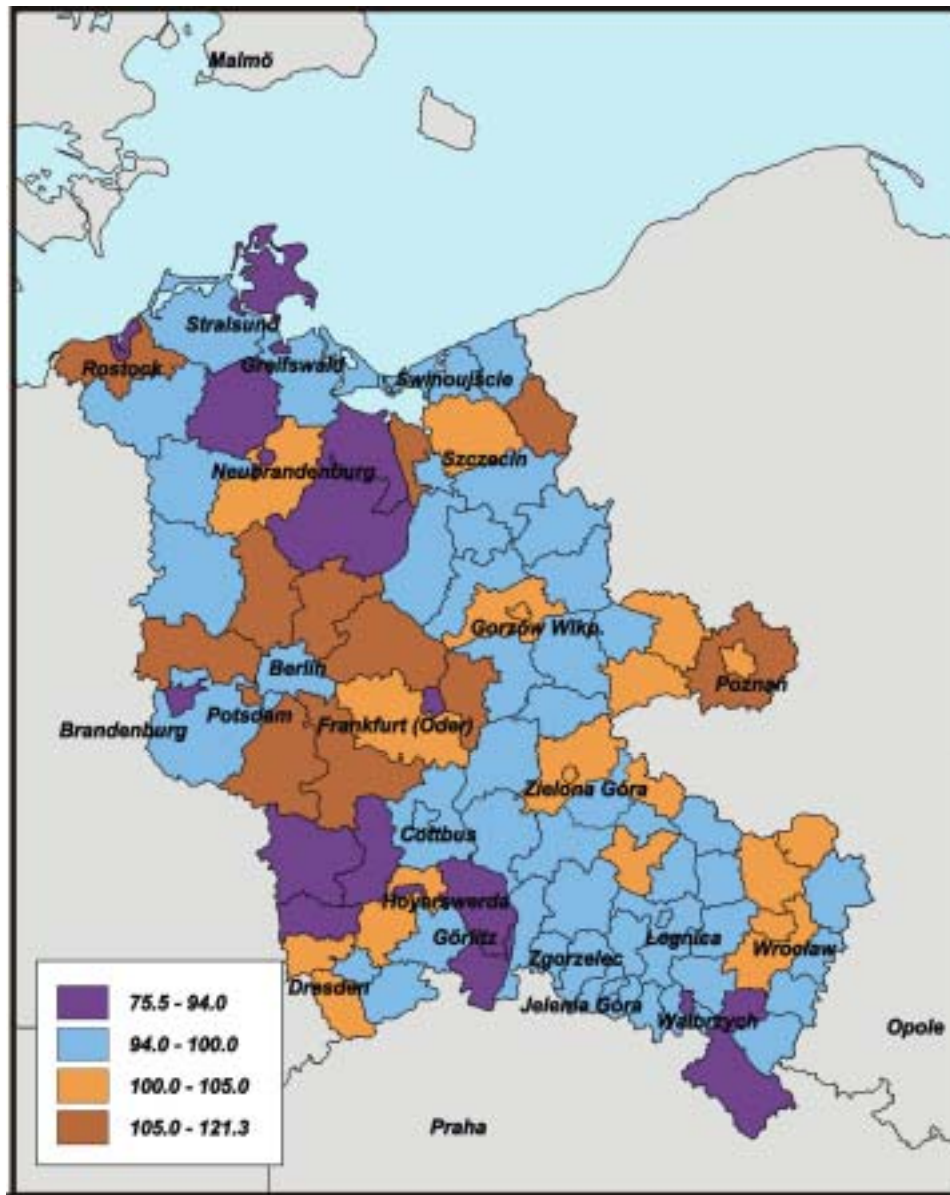 Malmö
Stralsund
Rostock
Greifswald
Świnoujście
Neubrandenburg
Szczecin
Gorzów Wlkp.
Berlin
Poznań
Brandenburg
Potsdam
Frankfurt (Oder)
Zielona Góra
Cottbus
Hoyerswerda
Görlitz
Legnica
Wrocław
Zgorzelec
Dresden
Jelenia Góra
Wałbrzych
Opole
Praha
75.5 - 94.0
94.0 - 100.0
100.0 - 105.0
105.0 - 121.3